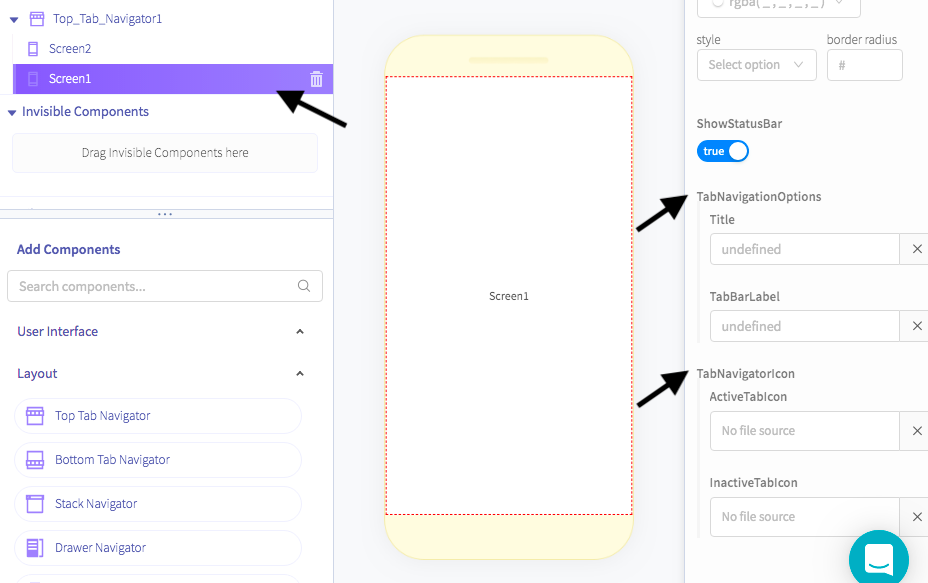 Top_Tab_Navigator1
Screen2
Screen1
Invisible Components
Drag Invisible Components here
Add Components
Search components...
User Interface
Layout
Top Tab Navigator
Bottom Tab Navigator
Stack Navigator
Drawer Navigator
Screen1
rgba(_,_,_,_)
style
border radius
Select option
#
ShowStatusBar
true
TabNavigationOptions
Title
undefined
TabBarLabel
undefined
TabNavigatorIcon
ActiveTabIcon
No file source
InactiveTabIcon
No file source